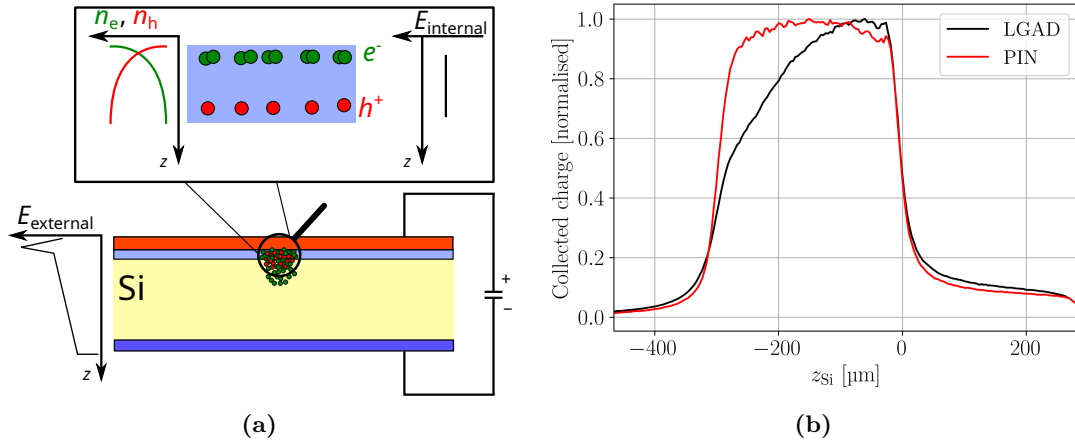 n_e, n_h
E_internal
e⁻
h⁺
z
z
E_external
Si
+
−
z
(a)
Collected charge [normalised]
1.0
0.8
0.6
0.4
0.2
0.0
LGAD
PIN
−400
−200
0
200
z_Si [µm]
(b)